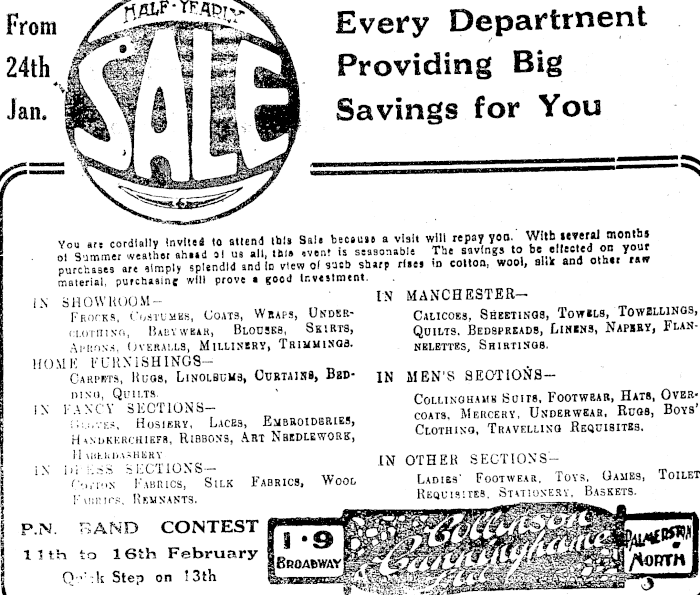 From
24th
Jan.
HALF-YEARLY
SALE
Every Departrnent
Providing Big
Savings for You
You are cordially invited to attend this Sale because a visit will repay you. With several months
of Summer weather ahead of us all, this event is seasonable The savings to be effected on your
purchases are simply splendid and in view of such sharp rises in cotton, wool, silk and other raw
material, purchasing will prove a good investment.
IN SHOWROOM—
FROCKS, COSTUMES, COATS, WRAPS, UNDER-
CLOTHING, BABYWEAR, BLOUSES, SKIRTS,
APRONS, OVERALLS, MILLINERY, TRIMMINGS.
HOME FURNISHINGS—
CARPETS, RUGS, LINOLEUMS, CURTAINS, BED-
DING, QUILTS.
IN FANCY SECTIONS—
GLOVES, HOSIERY, LACES, EMBROIDERIES,
HANDKERCHIEFS, RIBBONS, ART NEEDLEWORK,
HABERDASHERY
IN DRESS SECTIONS—
COTTON FABRICS, SILK FABRICS, WOOL
FABRICS, REMNANTS.
IN MANCHESTER—
CALICOES, SHEETINGS, TOWELS, TOWELLINGS,
QUILTS. BEDSPREADS, LINENS, NAPERY, FLAN-
NELETTES, SHIRTINGS.
IN MEN'S SECTIONS—
COLLINGHAMS SUITS, FOOTWEAR, HATS, OVER-
COATS, MERCERY, UNDERWEAR, RUGS, BOYS'
CLOTHING, TRAVELLING REQUISITES.
IN OTHER SECTIONS—
LADIES' FOOTWEAR, TOYS, GAMES, TOILET
REQUISITES, STATIONERY, BASKETS.
P.N. BAND CONTEST
11th to 16th February
Quick Step on 13th
1·9
BROADWAY
Collinson
& Cunninghame
Ltd
PALMERSTON
NORTH